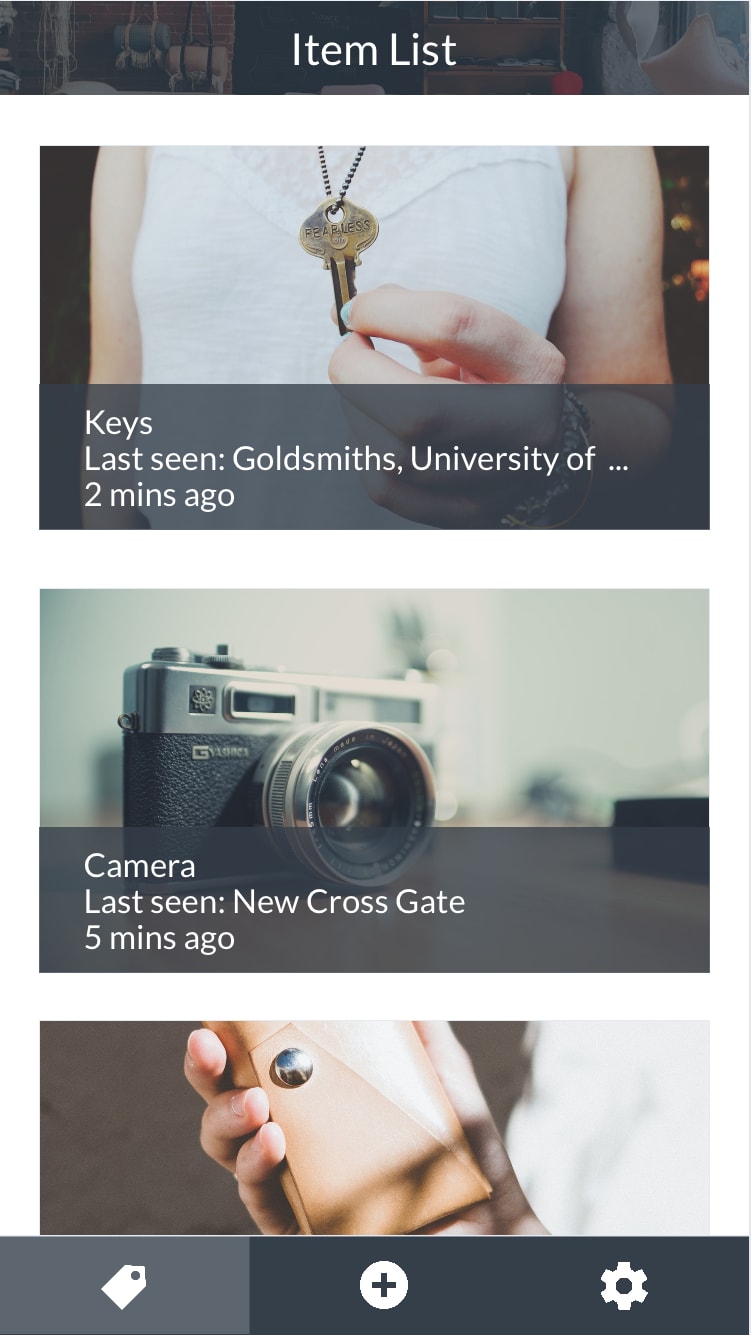 Item List
FEARLESS
Keys
Last seen: Goldsmiths, University of ...
2 mins ago
G YASHICA
Camera
Last seen: New Cross Gate
5 mins ago